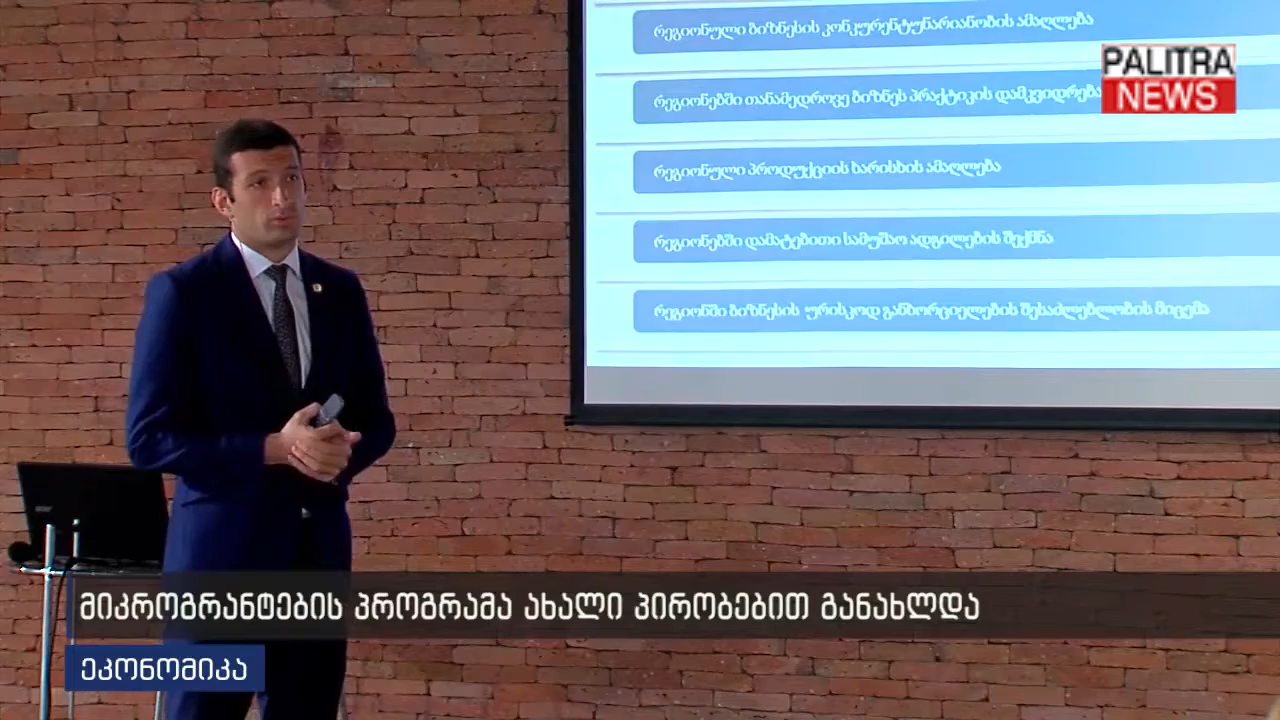 რეგიონული ბიზნესის კონკურენტუნარიანობის ამაღლება
PALITRA
NEWS
რეგიონებში თანამედროვე ბიზნეს პრაქტიკის დამკვიდრება
რეგიონული პროდუქციის ხარისხის ამაღლება
რეგიონებში დამატებითი სამუშაო ადგილების შექმნა
რეგიონში ბიზნესის ურისკოდ განხორციელების შესაძლებლობის მიცემა
მიკროგრანტების პროგრამა ახალი პირობებით განახლდა
ეკონომიკა